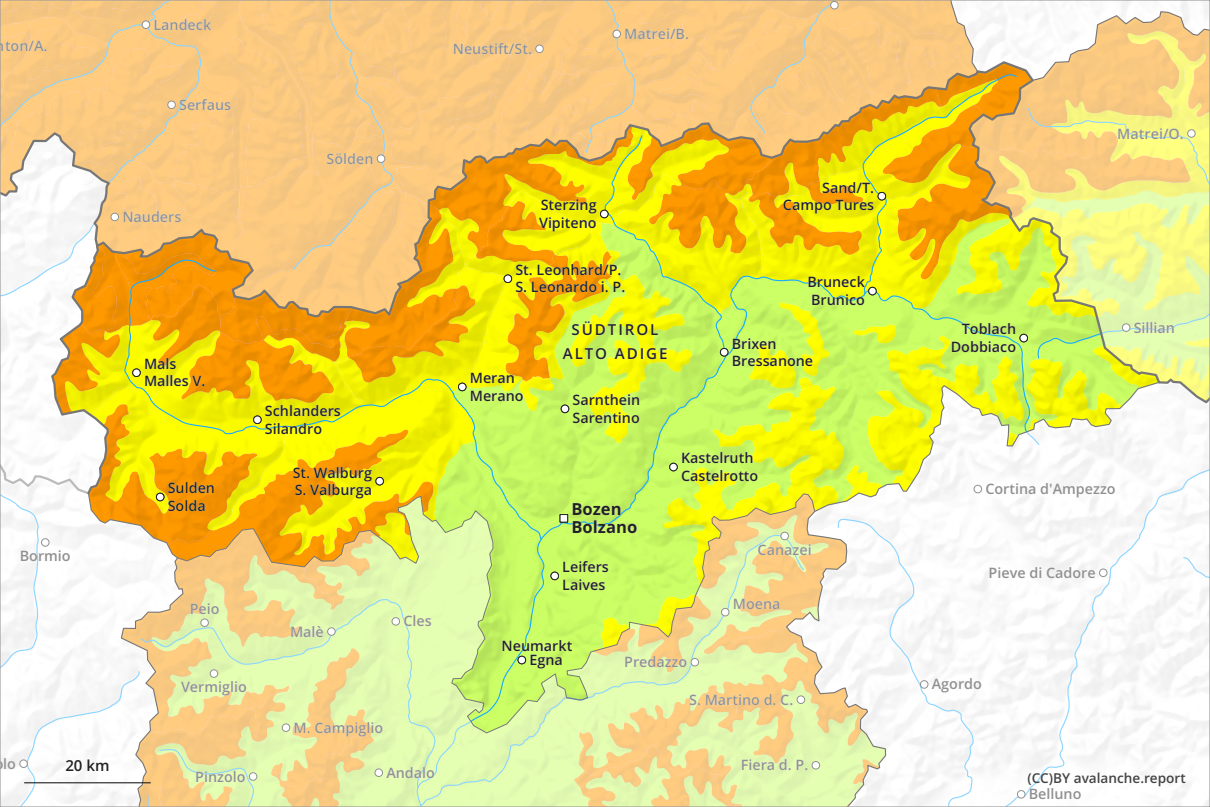 Landeck
Matrei/B.
Neustift/St.
nton/A.
Serfaus
Matrei/O.
Sölden
Sand/T.
Campo Tures
Sterzing
Vipiteno
Nauders
St. Leonhard/P.
S. Leonardo i. P.
Bruneck
Brunico
SÜDTIROL
ALTO ADIGE
Toblach
Dobbiaco
Sillian
Brixen
Bressanone
Mals
Malles V.
Meran
Merano
Sarnthein
Sarentino
Schlanders
Silandro
Kastelruth
Castelrotto
St. Walburg
S. Valburga
Sulden
Solda
Cortina d'Ampezzo
Bozen
Bolzano
Bormio
Canazei
Leifers
Laives
Pieve di Cadore
Peio
Moena
Malè
Cles
Neumarkt
Egna
Predazzo
Vermiglio
Agordo
S. Martino d. C.
M. Campiglio
olo
20 km
Pinzolo
Andalo
Fiera d. P.
(CC)BY avalanche.report
Belluno